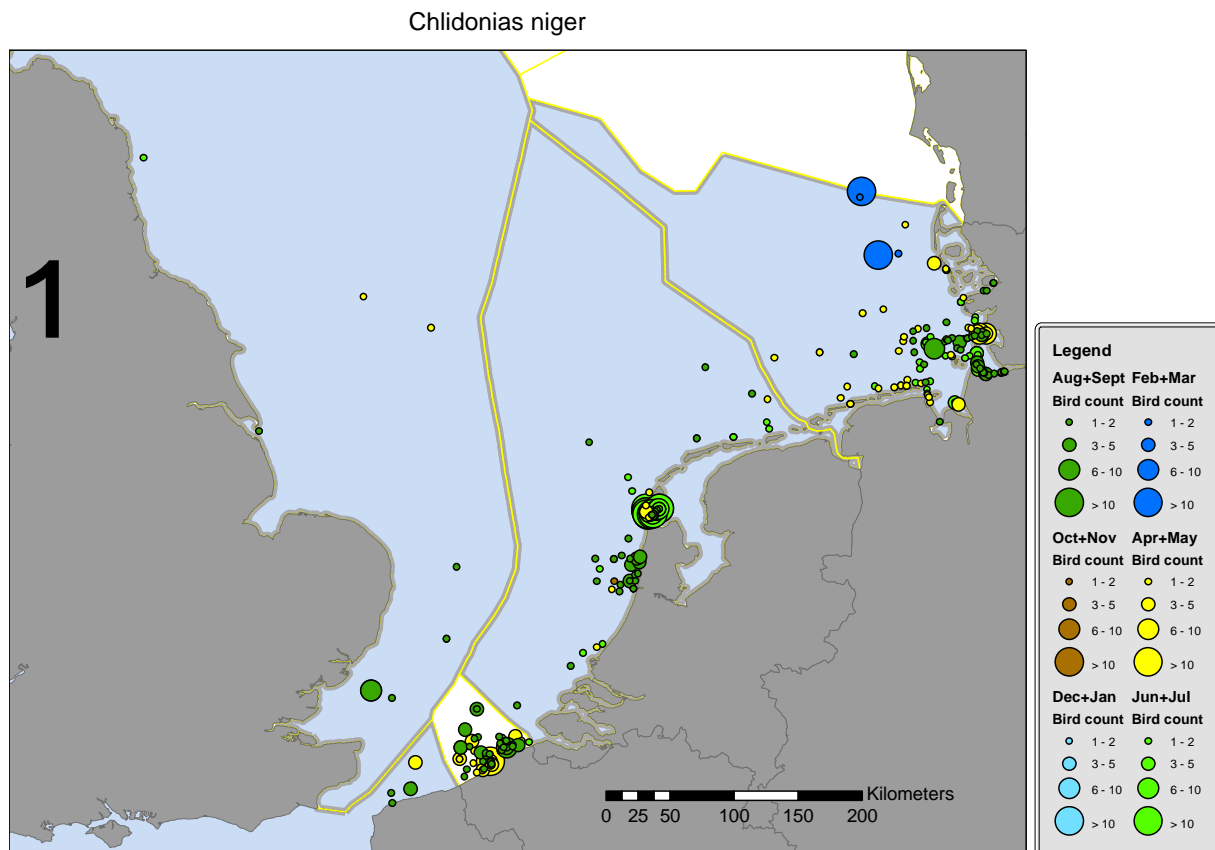 Chlidonias niger
1
Kilometers
0 25 50 100 150 200
Legend
Aug+Sept Feb+Mar
Bird count Bird count
1 - 2 1 - 2
3 - 5 3 - 5
6 - 10 6 - 10
> 10 > 10
Oct+Nov Apr+May
Bird count Bird count
1 - 2 1 - 2
3 - 5 3 - 5
6 - 10 6 - 10
> 10 > 10
Dec+Jan Jun+Jul
Bird count Bird count
1 - 2 1 - 2
3 - 5 3 - 5
6 - 10 6 - 10
> 10 > 10